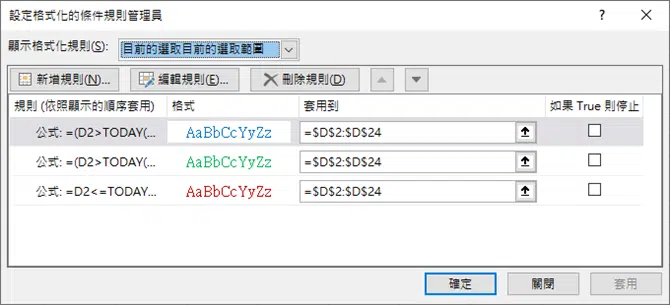 設定格式化的條件規則管理員 ? ×
顯示格式化規則(S): 目前的選取目前的選取範圍
新增規則(N)... 編輯規則(E)... 刪除規則(D)
規則 (依照顯示的順序套用) 格式 套用到 如果 True 則停止
公式: =(D2>TODAY(... AaBbCcYyZz =$D$2:$D$24
公式: =(D2>TODAY(... AaBbCcYyZz =$D$2:$D$24
公式: =D2<=TODAY... AaBbCcYyZz =$D$2:$D$24
確定 關閉 套用